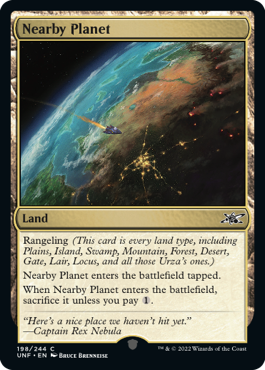 Nearby Planet
Land
Rangeling (This card is every land type, including
Plains, Island, Swamp, Mountain, Forest, Desert,
Gate, Lair, Locus, and all those Urza's ones.)
Nearby Planet enters the battlefield tapped.
When Nearby Planet enters the battlefield,
sacrifice it unless you pay 1.
"Here's a nice place we haven't hit yet."
—Captain Rex Nebula
198/244 C
UNF • EN Bruce Brenneise
™ & © 2022 Wizards of the Coast